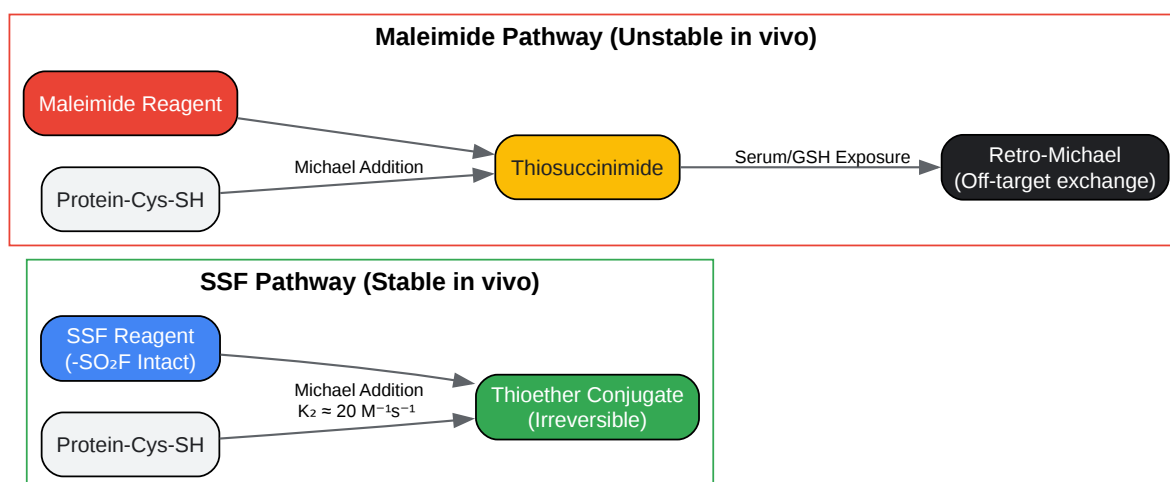 Maleimide Pathway (Unstable in vivo)
Maleimide Reagent
Protein-Cys-SH
Michael Addition
Thiosuccinimide
Serum/GSH Exposure
Retro-Michael
(Off-target exchange)
SSF Pathway (Stable in vivo)
SSF Reagent
(-SO₂F Intact)
Protein-Cys-SH
Michael Addition
K₂ ≈ 20 M⁻¹s⁻¹
Thioether Conjugate
(Irreversible)